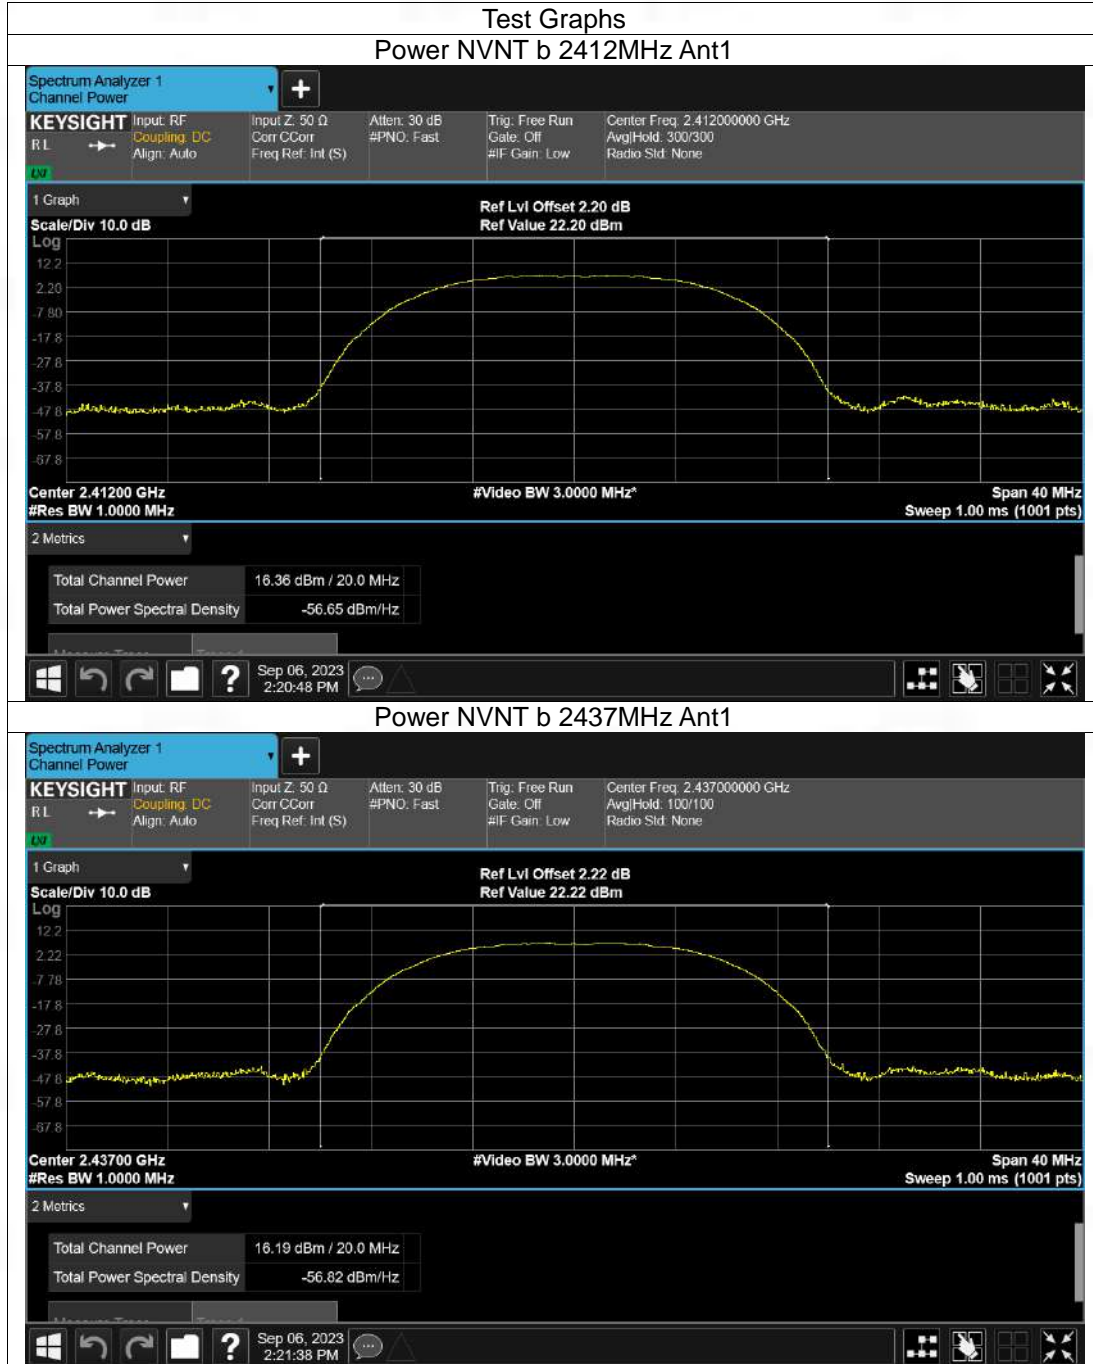 Test Graphs
Power NVNT b 2412MHz Ant1
Spectrum Analyzer 1
Channel Power
KEYSIGHT Input: RF Input Z: 50 Ω Atten: 30 dB Trig: Free Run Center Freq: 2.412000000 GHz
RL Coupling: DC Corr CCorr #PNO: Fast Gate: Off Avg|Hold: 300/300
Align: Auto Freq Ref: Int (S) #IF Gain: Low Radio Std: None
LXI
1 Graph
Ref Lvl Offset 2.20 dB
Scale/Div 10.0 dB Ref Value 22.20 dBm
Log
12.2
2.20
-7.80
-17.8
-27.8
-37.8
-47.8
-57.8
-67.8
Center 2.41200 GHz #Video BW 3.0000 MHz* Span 40 MHz
#Res BW 1.0000 MHz Sweep 1.00 ms (1001 pts)
2 Metrics
Total Channel Power 16.36 dBm / 20.0 MHz
Total Power Spectral Density -56.65 dBm/Hz
Sep 06, 2023
2:20:48 PM
Power NVNT b 2437MHz Ant1
Spectrum Analyzer 1
Channel Power
KEYSIGHT Input: RF Input Z: 50 Ω Atten: 30 dB Trig: Free Run Center Freq: 2.437000000 GHz
RL Coupling: DC Corr CCorr #PNO: Fast Gate: Off Avg|Hold: 100/100
Align: Auto Freq Ref: Int (S) #IF Gain: Low Radio Std: None
LXI
1 Graph
Ref Lvl Offset 2.22 dB
Scale/Div 10.0 dB Ref Value 22.22 dBm
Log
12.2
2.22
-7.78
-17.8
-27.8
-37.8
-47.8
-57.8
-67.8
Center 2.43700 GHz #Video BW 3.0000 MHz* Span 40 MHz
#Res BW 1.0000 MHz Sweep 1.00 ms (1001 pts)
2 Metrics
Total Channel Power 16.19 dBm / 20.0 MHz
Total Power Spectral Density -56.82 dBm/Hz
Sep 06, 2023
2:21:38 PM